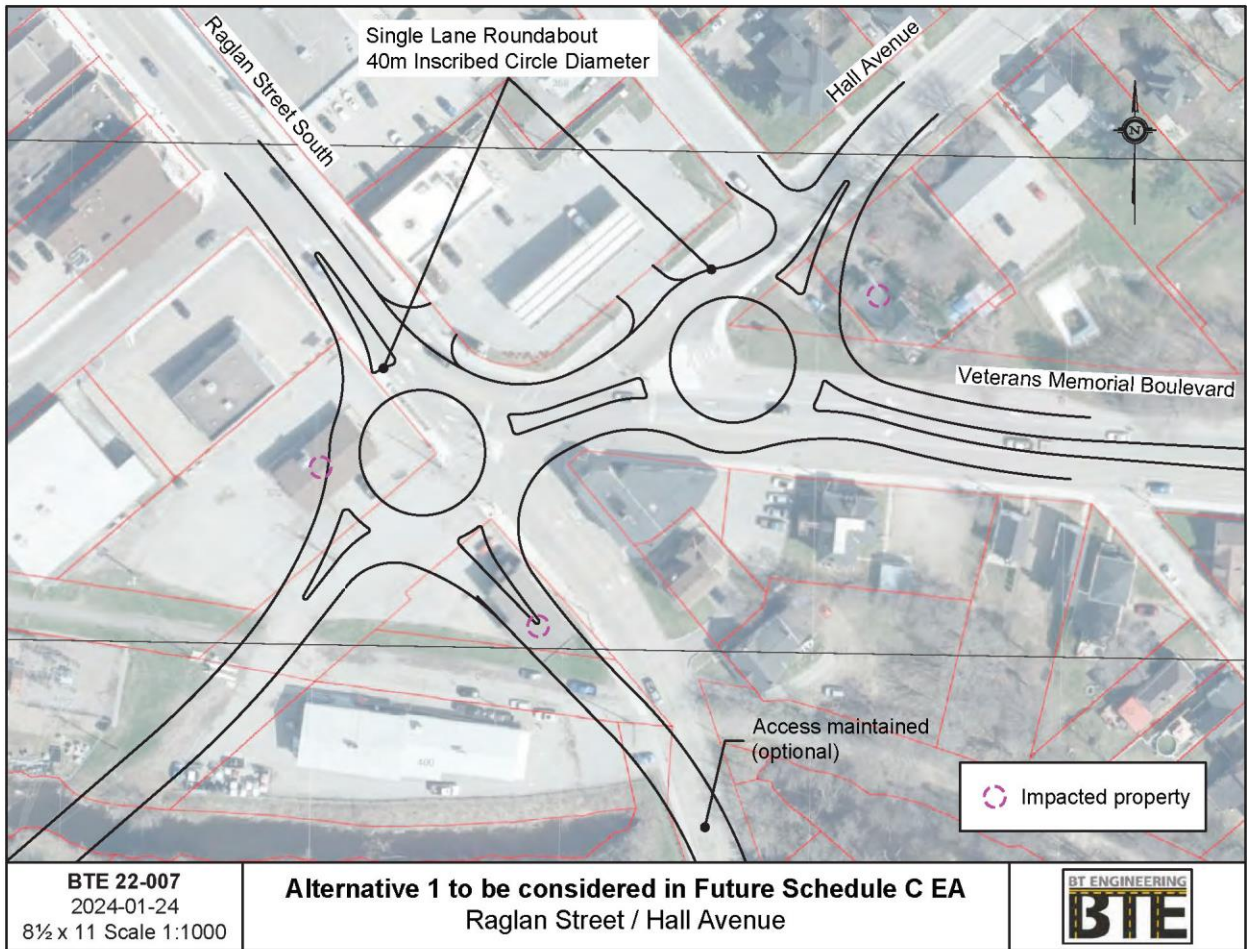 Raglan Street South
Single Lane Roundabout
40m Inscribed Circle Diameter
Hall Avenue
N
Veterans Memorial Boulevard
Access maintained
(optional)
400
Impacted property
BTE 22-007
2024-01-24
8½ x 11 Scale 1:1000
Alternative 1 to be considered in Future Schedule C EA
Raglan Street / Hall Avenue
BT ENGINEERING
BTE